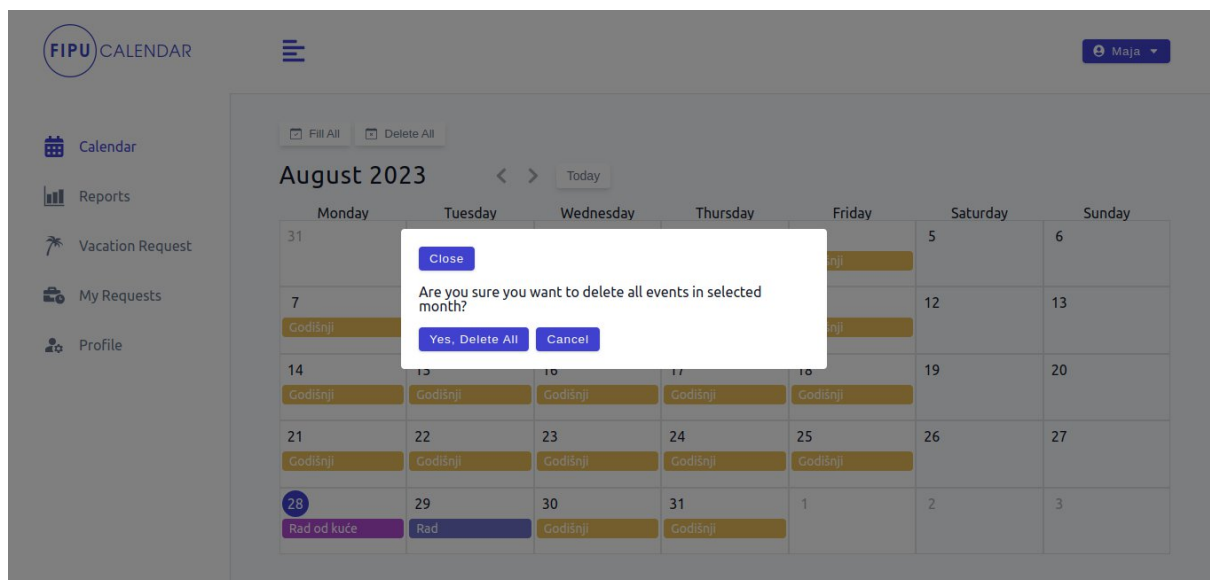 FIPU CALENDAR
Maja
Calendar
Reports
Vacation Request
My Requests
Profile
Fill All Delete All
August 2023 Today
Monday Tuesday Wednesday Thursday Friday Saturday Sunday
31 5 6
Close
Are you sure you want to delete all events in selected
month?
Yes, Delete All Cancel
7 12 13
Godišnji
14 15 16 17 18 19 20
Godišnji Godišnji Godišnji Godišnji Godišnji
21 22 23 24 25 26 27
Godišnji Godišnji Godišnji Godišnji Godišnji
28 29 30 31 1 2 3
Rad od kuće Rad Godišnji Godišnji